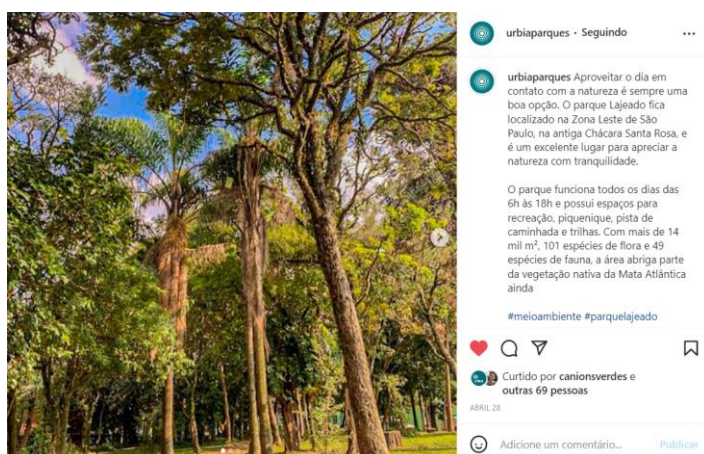 urbiaparques • Seguindo
urbiaparques Aproveitar o dia em
contato com a natureza é sempre uma
boa opção. O parque Lajeado fica
localizado na Zona Leste de São
Paulo, na antiga Chácara Santa Rosa, e
é um excelente lugar para apreciar a
natureza com tranquilidade.
O parque funciona todos os dias das
6h às 18h e possui espaços para
recreação, piquenique, pista de
caminhada e trilhas. Com mais de 14
mil m², 101 espécies de flora e 49
espécies de fauna, a área abriga parte
da vegetação nativa da Mata Atlântica
ainda
#meioambiente #parquelajeado
Curtido por canionsverdes e
outras 69 pessoas
ABRIL 28
Adicione um comentário... Publicar